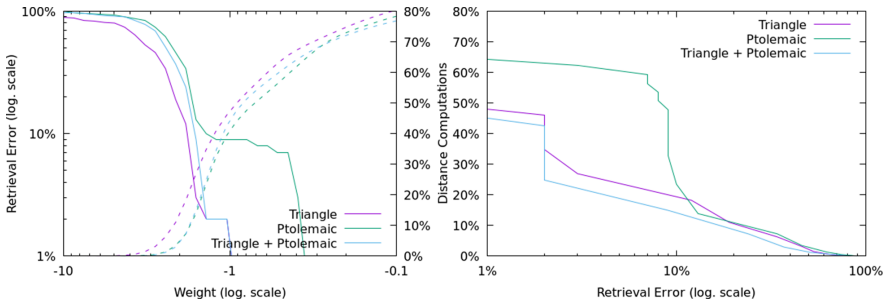 100%
10%
1%
Retrieval Error (log. scale)
-10
-1
-0.1
Weight (log. scale)
80%
70%
60%
50%
40%
30%
20%
10%
0%
Triangle
Ptolemaic
Triangle + Ptolemaic
Distance Computations
80%
70%
60%
50%
40%
30%
20%
10%
0%
1%
10%
100%
Retrieval Error (log. scale)
Triangle
Ptolemaic
Triangle + Ptolemaic